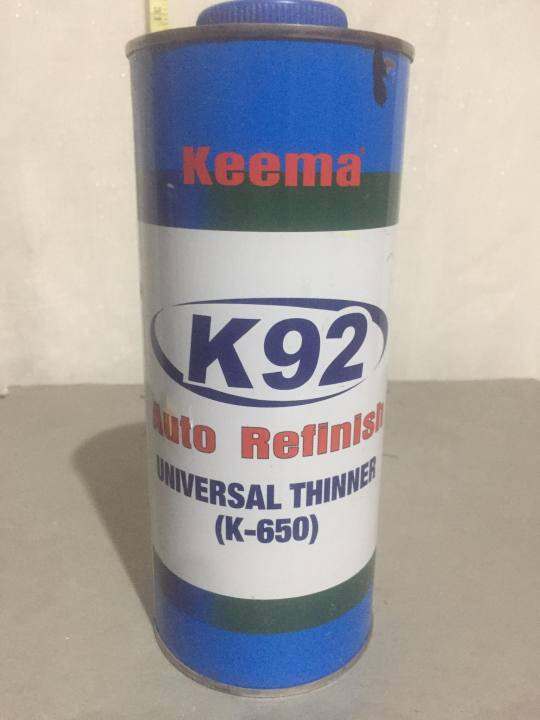 Keema
K92
Auto Refinish
UNIVERSAL THINNER
(K-650)